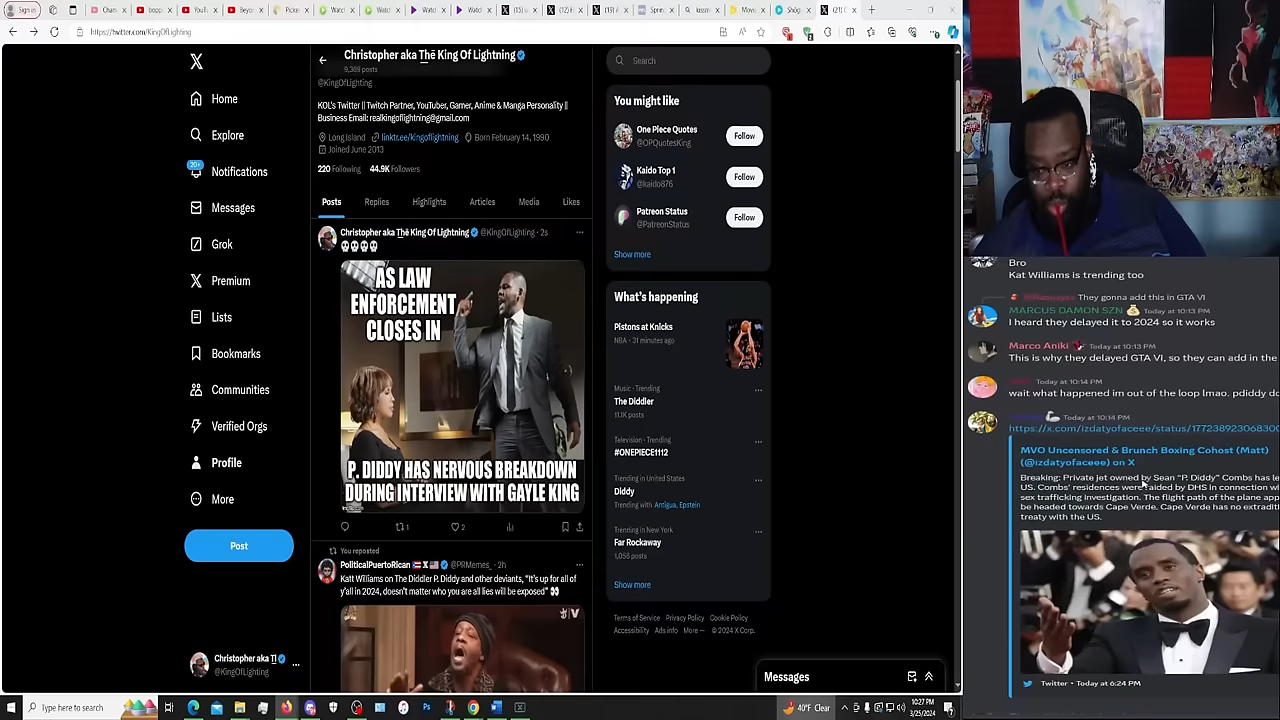 https://twitter.com/KingOfLighting
Home
Explore
20+
Notifications
Messages
Grok
Premium
Lists
Bookmarks
Communities
Verified Orgs
Profile
More
Post
Christopher aka Tl
@KingOfLighting
Christopher aka The King Of Lightning
9,369 posts
@KingOfLighting
KOL's Twitter || Twitch Partner, YouTuber, Gamer, Anime & Manga Personality ||
Business Email: realkingoflightning@gmail.com
Long Island linktr.ee/kingoflightning Born February 14, 1990
Joined June 2013
220 Following 44.9K Followers
Posts Replies Highlights Articles Media Likes
Christopher aka The King Of Lightning @KingOfLighting · 2s
💀💀💀💀
AS LAW
ENFORCEMENT
CLOSES IN
P. DIDDY HAS NERVOUS BREAKDOWN
DURING INTERVIEW WITH GAYLE KING
1 2
You reposted
PoliticalPuertoRican 🇵🇷 X 🇺🇸 @PRMemes_ · 2h
Katt Williams on The Diddler P. Diddy and other deviants, "It's up for all of
y'all in 2024, doesn't matter who you are all lies will be exposed" 👀
Search
You might like
One Piece Quotes
@OPQuotesKing
Follow
Kaido Top 1
@kaido876
Follow
Patreon Status
@PatreonStatus
Follow
Show more
What's happening
Pistons at Knicks
NBA · 31 minutes ago
Music · Trending
The Diddler
11.1K posts
Television · Trending
#ONEPIECE1112
Trending in United States
Diddy
Trending with Antigua, Epstein
Trending in New York
Far Rockaway
1,056 posts
Show more
Terms of Service Privacy Policy Cookie Policy
Accessibility Ads info More ··· © 2024 X Corp.
Messages
Bro
Kat Williams is trending too
They gonna add this in GTA VI
MARCUS DAMON SZN 💰 Today at 10:13 PM
I heard they delayed it to 2024 so it works
Marco Aniki Today at 10:13 PM
This is why they delayed GTA VI, so they can add in the
Today at 10:14 PM
wait what happened im out of the loop lmao. pdiddy do
Today at 10:14 PM
https://x.com/izdatyofaceee/status/177238923068300
MVO Uncensored & Brunch Boxing Cohost (Matt)
(@izdatyofaceee) on X
Breaking: Private jet owned by Sean "P. Diddy" Combs has le
US. Combs' residences were raided by DHS in connection wi
sex trafficking investigation. The flight path of the plane app
be headed towards Cape Verde. Cape Verde has no extradit
treaty with the US.
Twitter • Today at 6:24 PM
Type here to search
40°F Clear
10:27 PM
3/25/2024